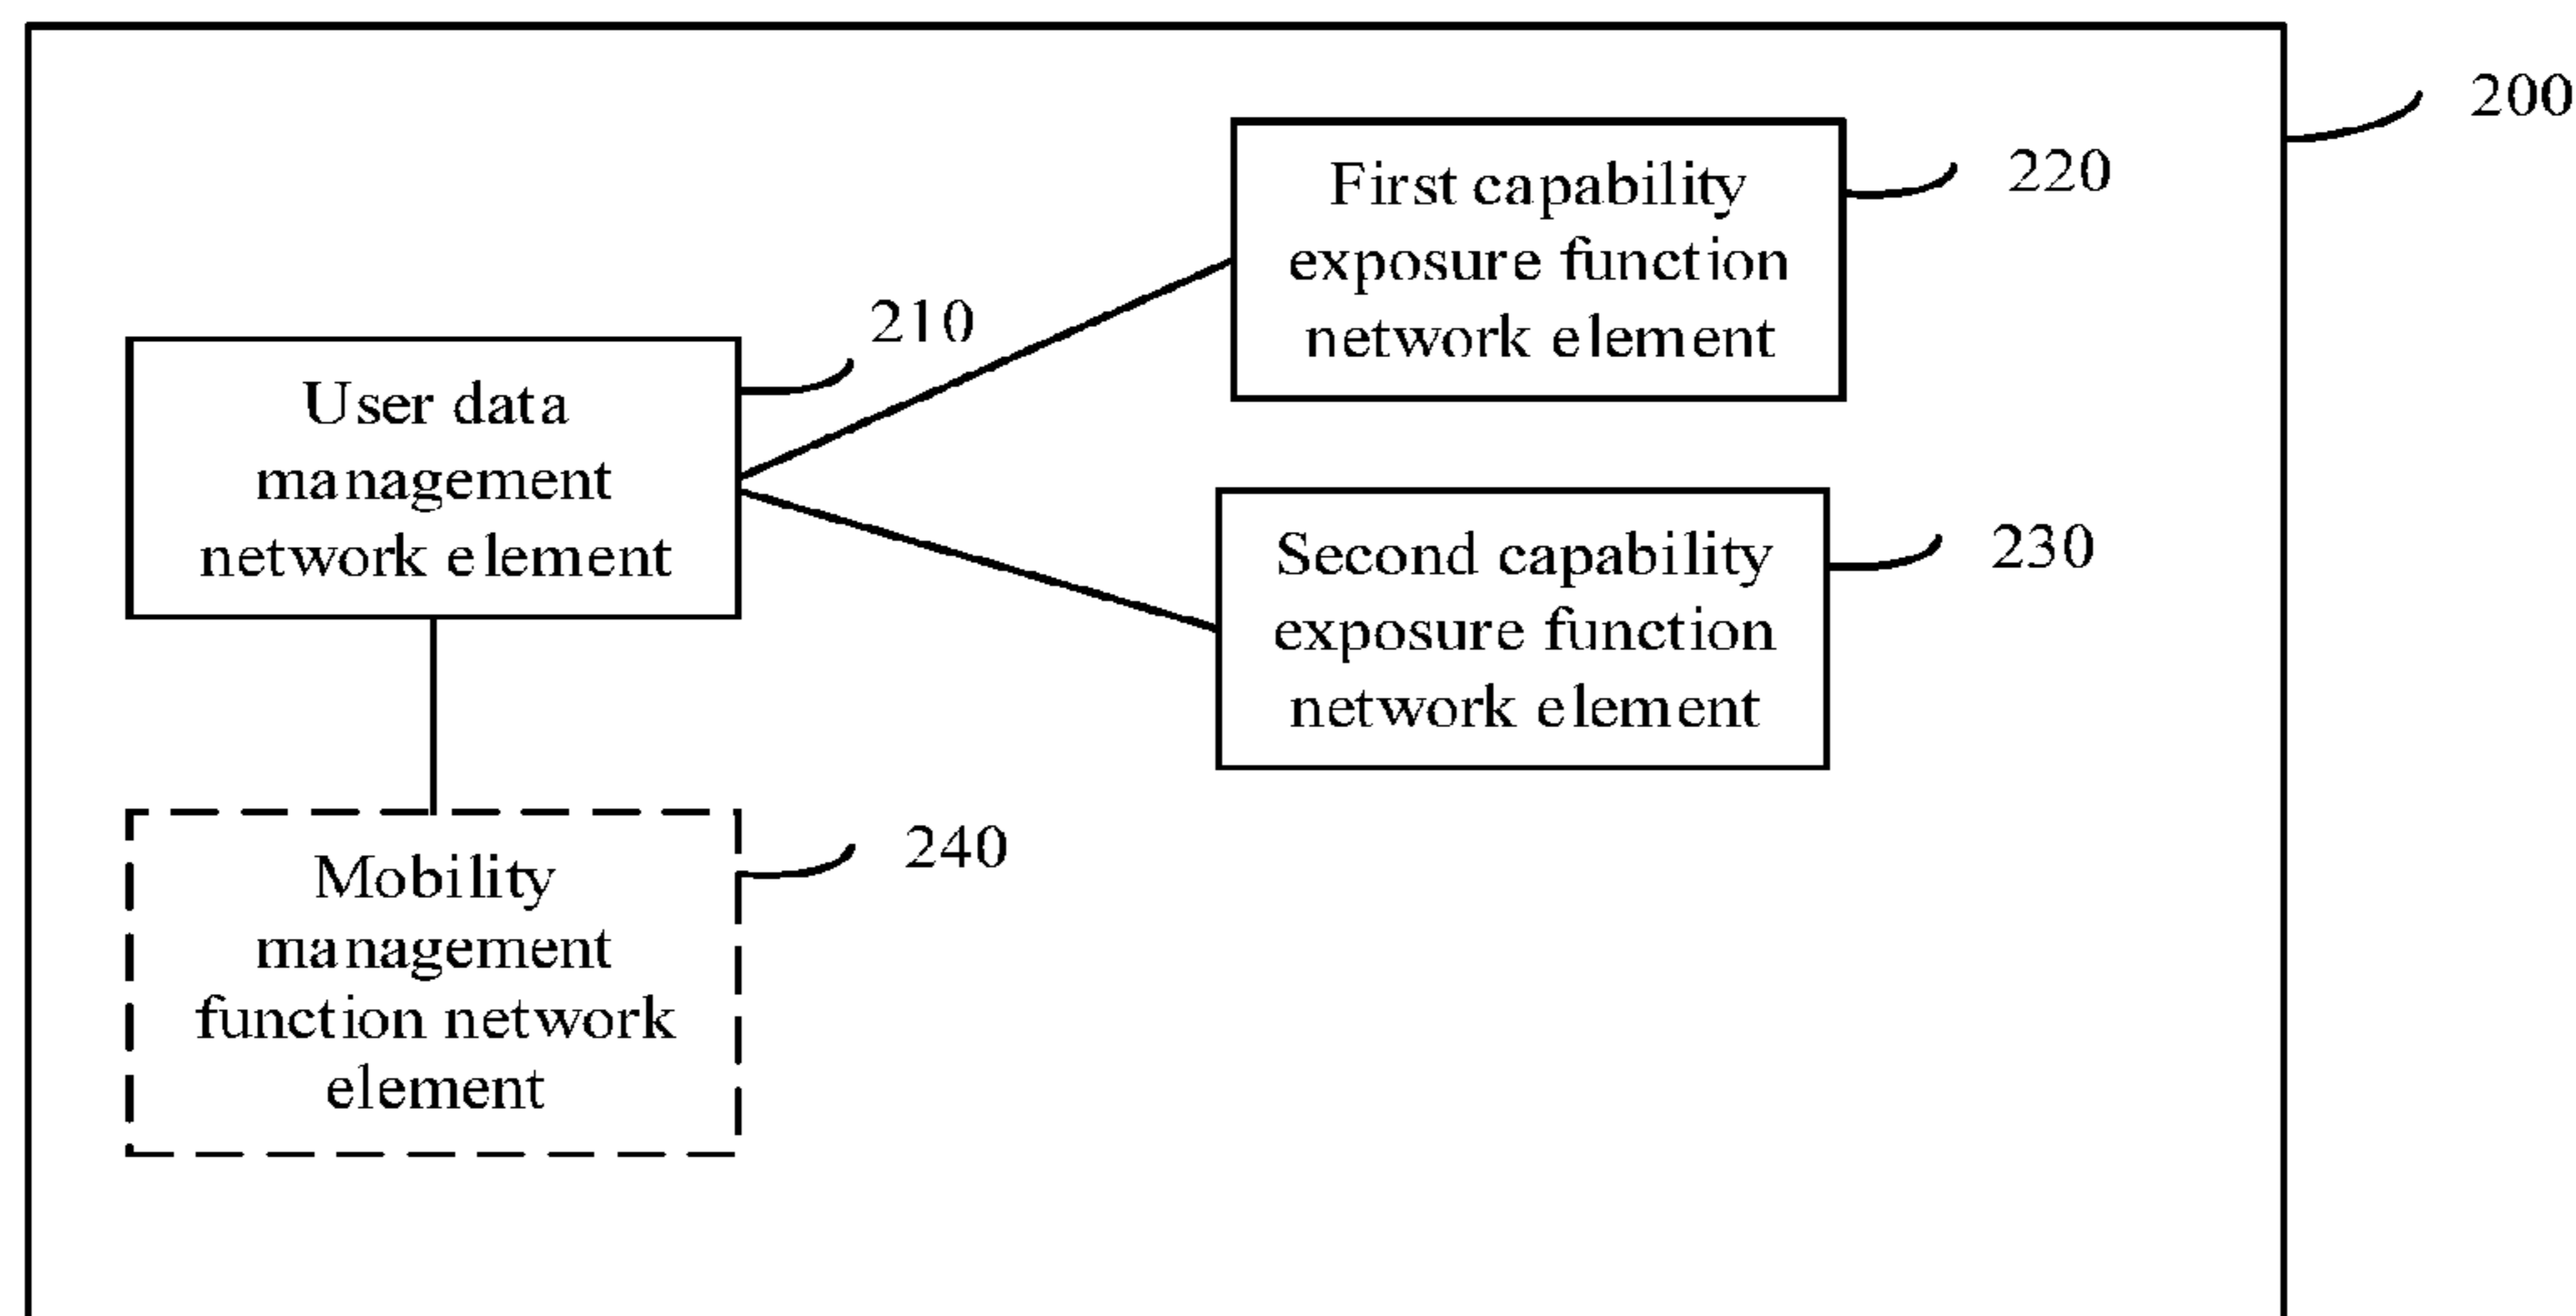 200
First capability
exposure function
network element
220
210
User data
management
network element
Second capability
exposure function
network element
230
240
Mobility
management
function network
element